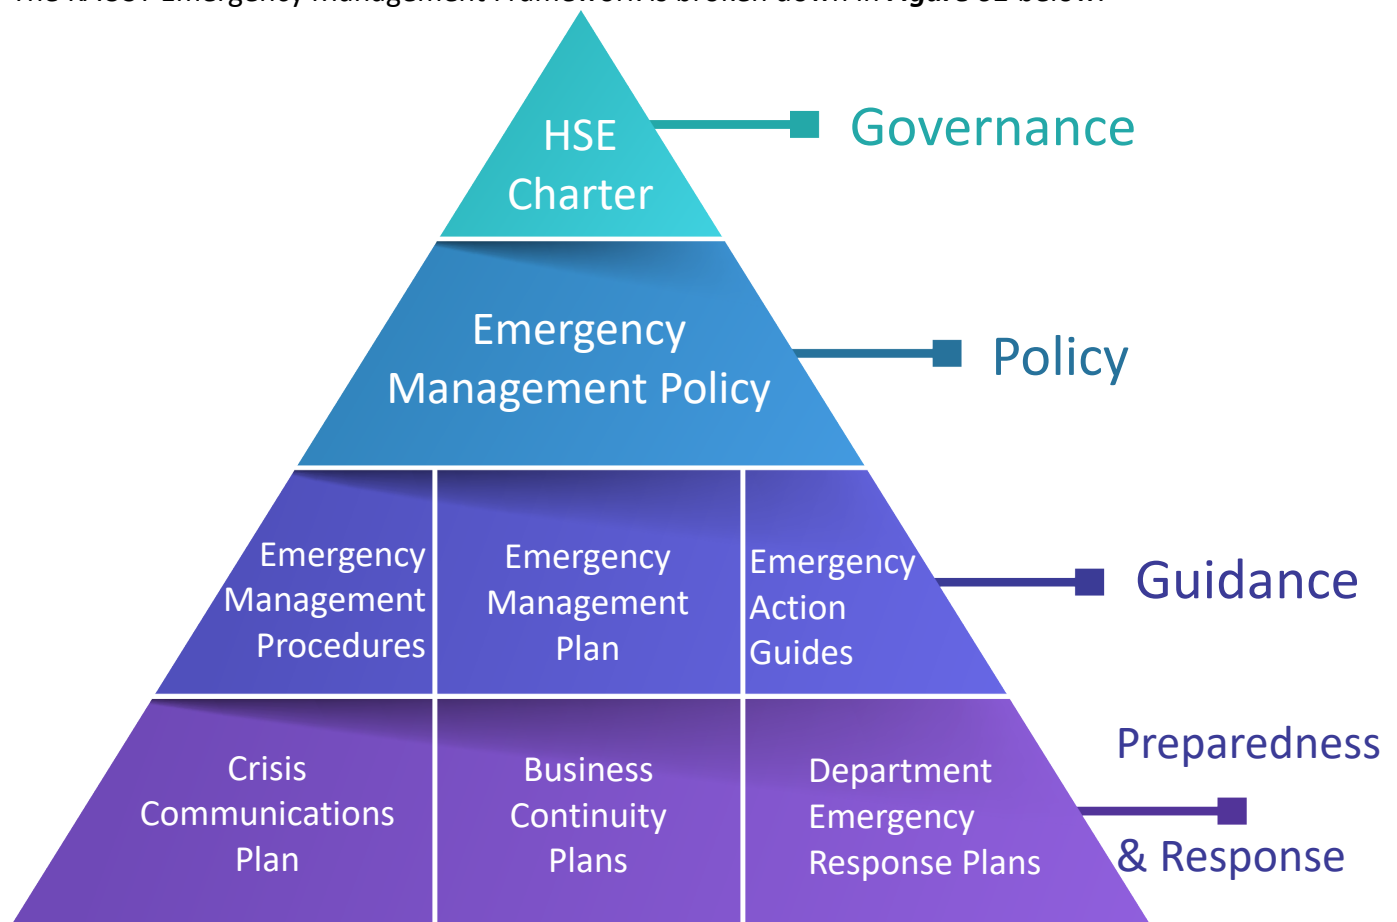 HSE
Charter
Governance
Emergency
Management Policy
Policy
Emergency
Management
Procedures
Emergency
Management
Plan
Emergency
Action
Guides
Guidance
Crisis
Communications
Plan
Business
Continuity
Plans
Department
Emergency
Response Plans
Preparedness
& Response